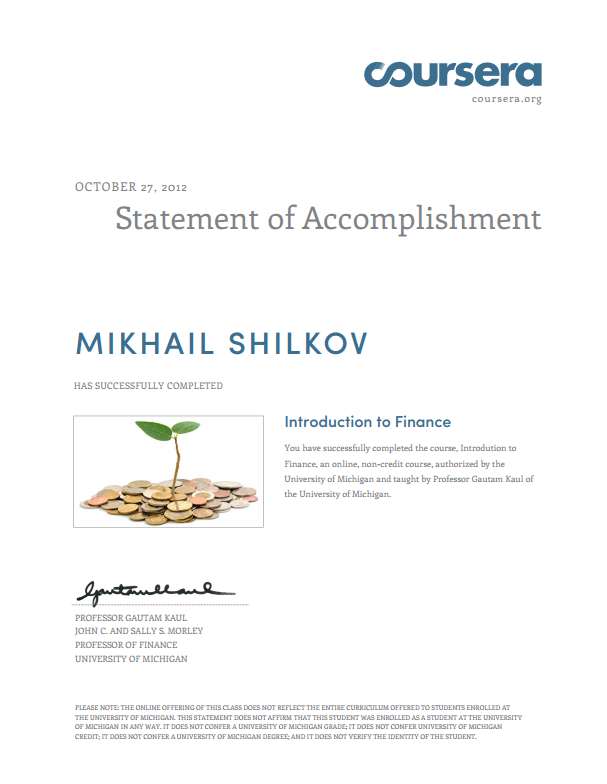 coursera
coursera.org
OCTOBER 27, 2012
Statement of Accomplishment
MIKHAIL SHILKOV
HAS SUCCESSFULLY COMPLETED
Introduction to Finance
You have successfully completed the course, Introdution to
Finance, an online, non-credit course, authorized by the
University of Michigan and taught by Professor Gautam Kaul of
the University of Michigan.
Gautam Kaul
PROFESSOR GAUTAM KAUL
JOHN C. AND SALLY S. MORLEY
PROFESSOR OF FINANCE
UNIVERSITY OF MICHIGAN
PLEASE NOTE: THE ONLINE OFFERING OF THIS CLASS DOES NOT REFLECT THE ENTIRE CURRICULUM OFFERED TO STUDENTS ENROLLED AT
THE UNIVERSITY OF MICHIGAN. THIS STATEMENT DOES NOT AFFIRM THAT THIS STUDENT WAS ENROLLED AS A STUDENT AT THE UNIVERSITY
OF MICHIGAN IN ANY WAY. IT DOES NOT CONFER A UNIVERSITY OF MICHIGAN GRADE; IT DOES NOT CONFER UNIVERSITY OF MICHIGAN
CREDIT; IT DOES NOT CONFER A UNIVERSITY OF MICHIGAN DEGREE; AND IT DOES NOT VERIFY THE IDENTITY OF THE STUDENT.